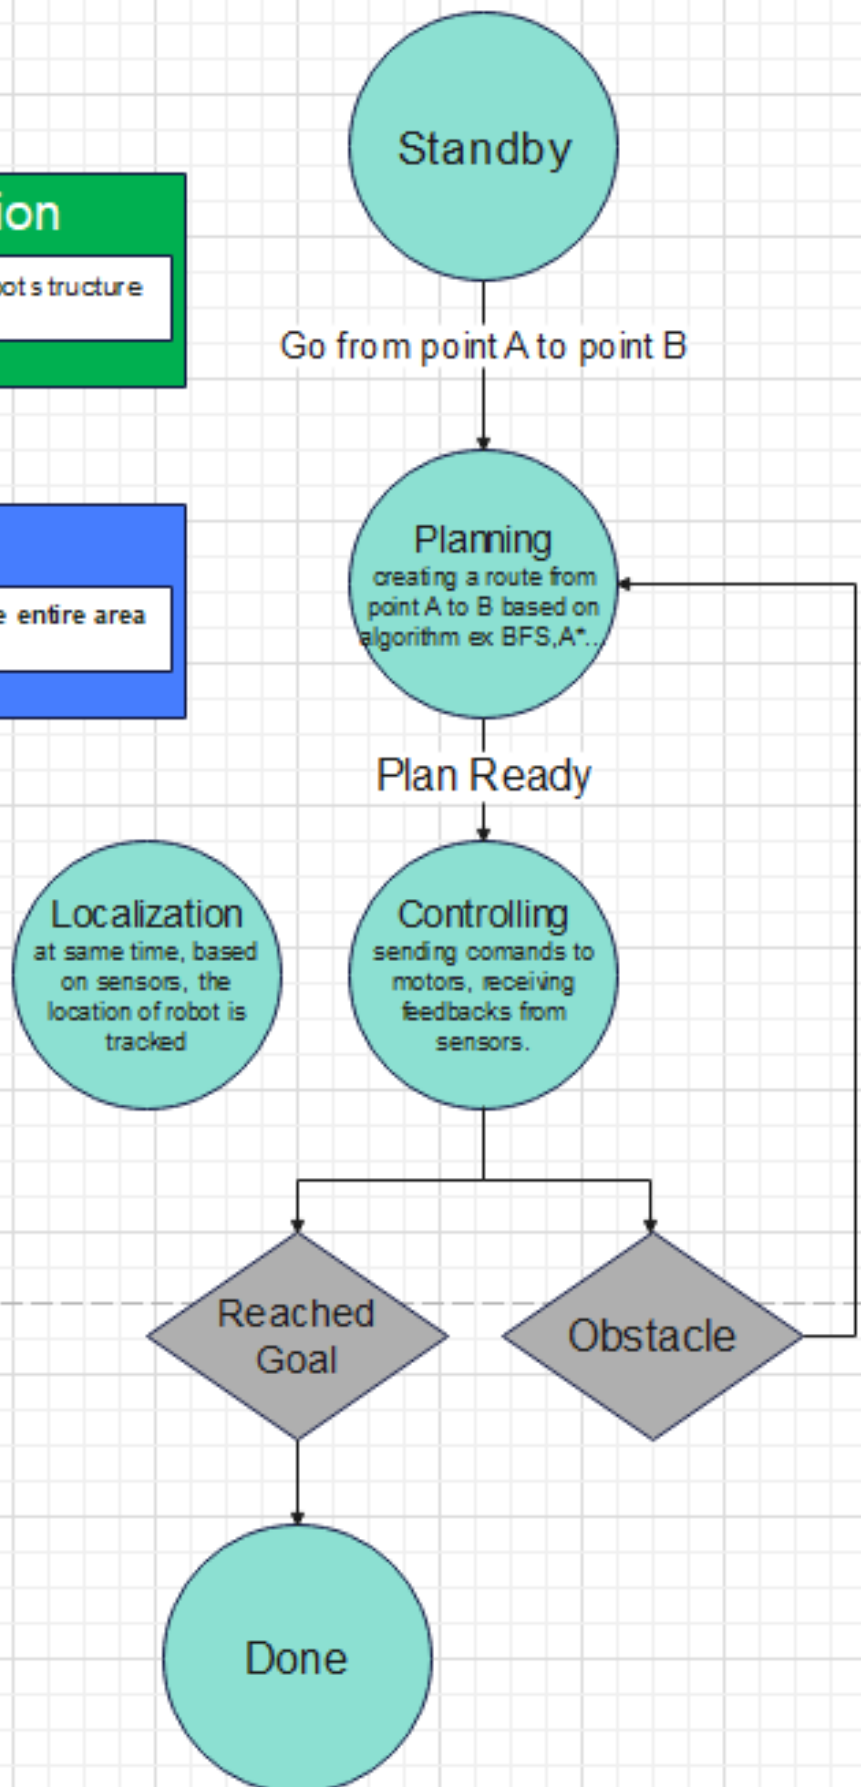 Standby
ion
ot structure
Go from point A to point B
Planning
creating a route from
point A to B based on
algorithm ex BFS,A*..
e entire area
Plan Ready
Localization
at same time, based
on sensors, the
location of robot is
tracked
Controlling
sending comands to
motors, receiving
feedbacks from
sensors.
Reached
Goal
Obstacle
Done